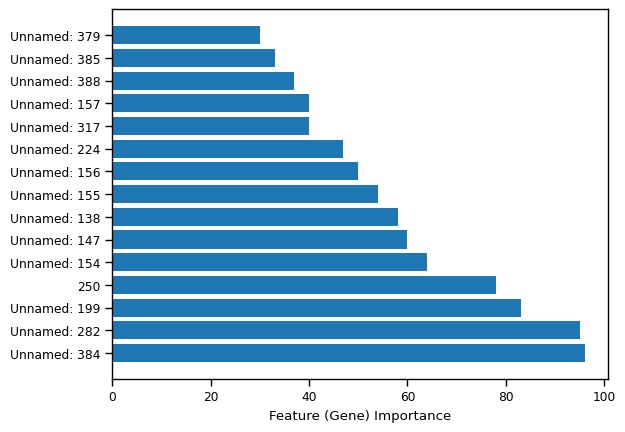 Unnamed: 379
Unnamed: 385
Unnamed: 388
Unnamed: 157
Unnamed: 317
Unnamed: 224
Unnamed: 156
Unnamed: 155
Unnamed: 138
Unnamed: 147
Unnamed: 154
250
Unnamed: 199
Unnamed: 282
Unnamed: 384
0 20 40 60 80 100
Feature (Gene) Importance